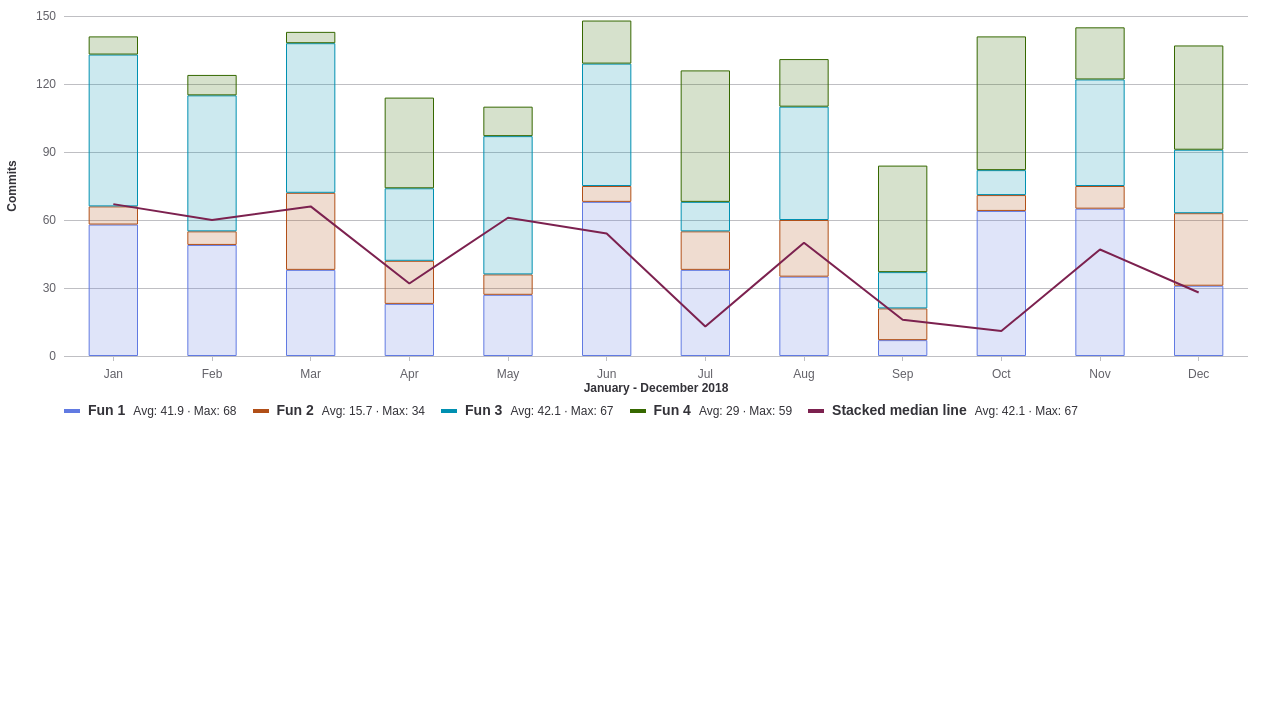 150
120
90
60
30
0
Commits
Jan Feb Mar Apr May Jun Jul Aug Sep Oct Nov Dec
January - December 2018
Fun 1 Avg: 41.9 · Max: 68 Fun 2 Avg: 15.7 · Max: 34 Fun 3 Avg: 42.1 · Max: 67 Fun 4 Avg: 29 · Max: 59 Stacked median line Avg: 42.1 · Max: 67